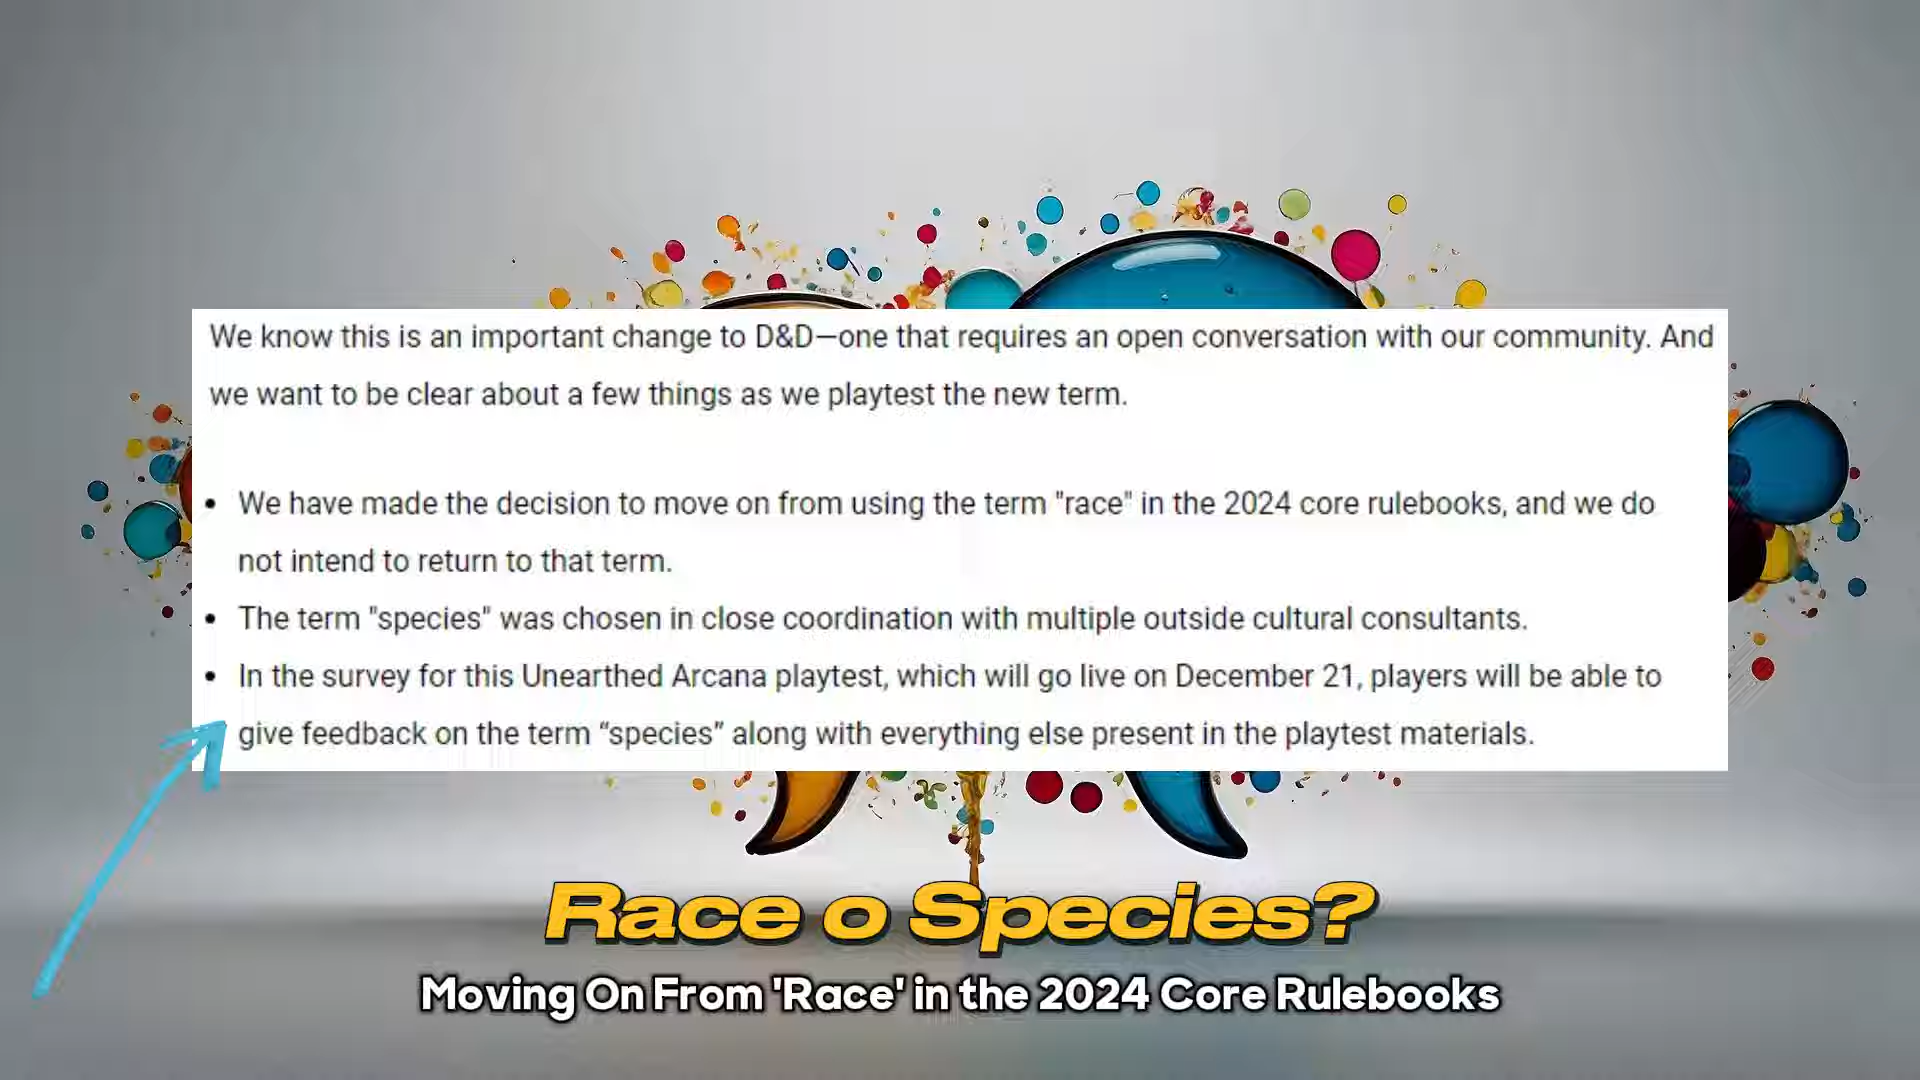 We know this is an important change to D&D—one that requires an open conversation with our community. And
we want to be clear about a few things as we playtest the new term.
• We have made the decision to move on from using the term "race" in the 2024 core rulebooks, and we do
not intend to return to that term.
• The term "species" was chosen in close coordination with multiple outside cultural consultants.
• In the survey for this Unearthed Arcana playtest, which will go live on December 21, players will be able to
give feedback on the term “species” along with everything else present in the playtest materials.
Race o Species?
Moving On From 'Race' in the 2024 Core Rulebooks